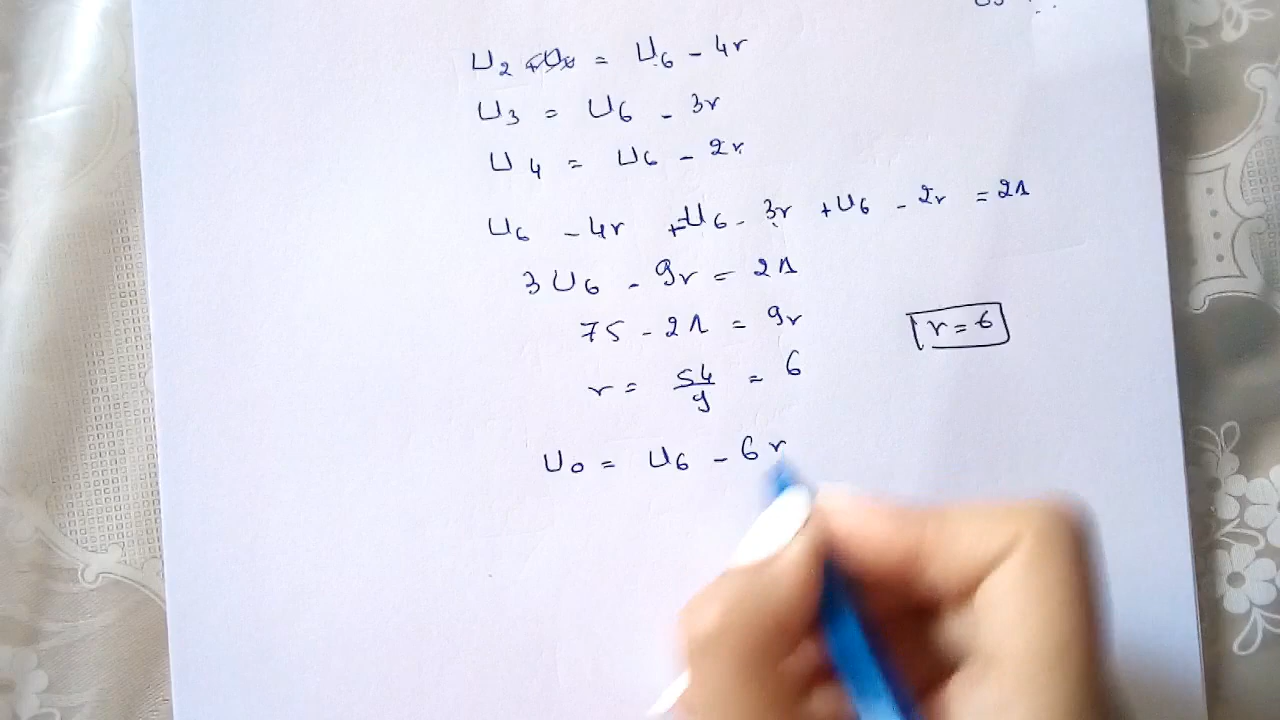 U2 = U6 - 4r
U3 = U6 - 3r
U4 = U6 - 2r
U6 - 4r + U6 - 3r + U6 - 2r = 21
3U6 - 9r = 21
75 - 21 = 9r
r = 6
r = 54/9 = 6
U0 = U6 - 6r